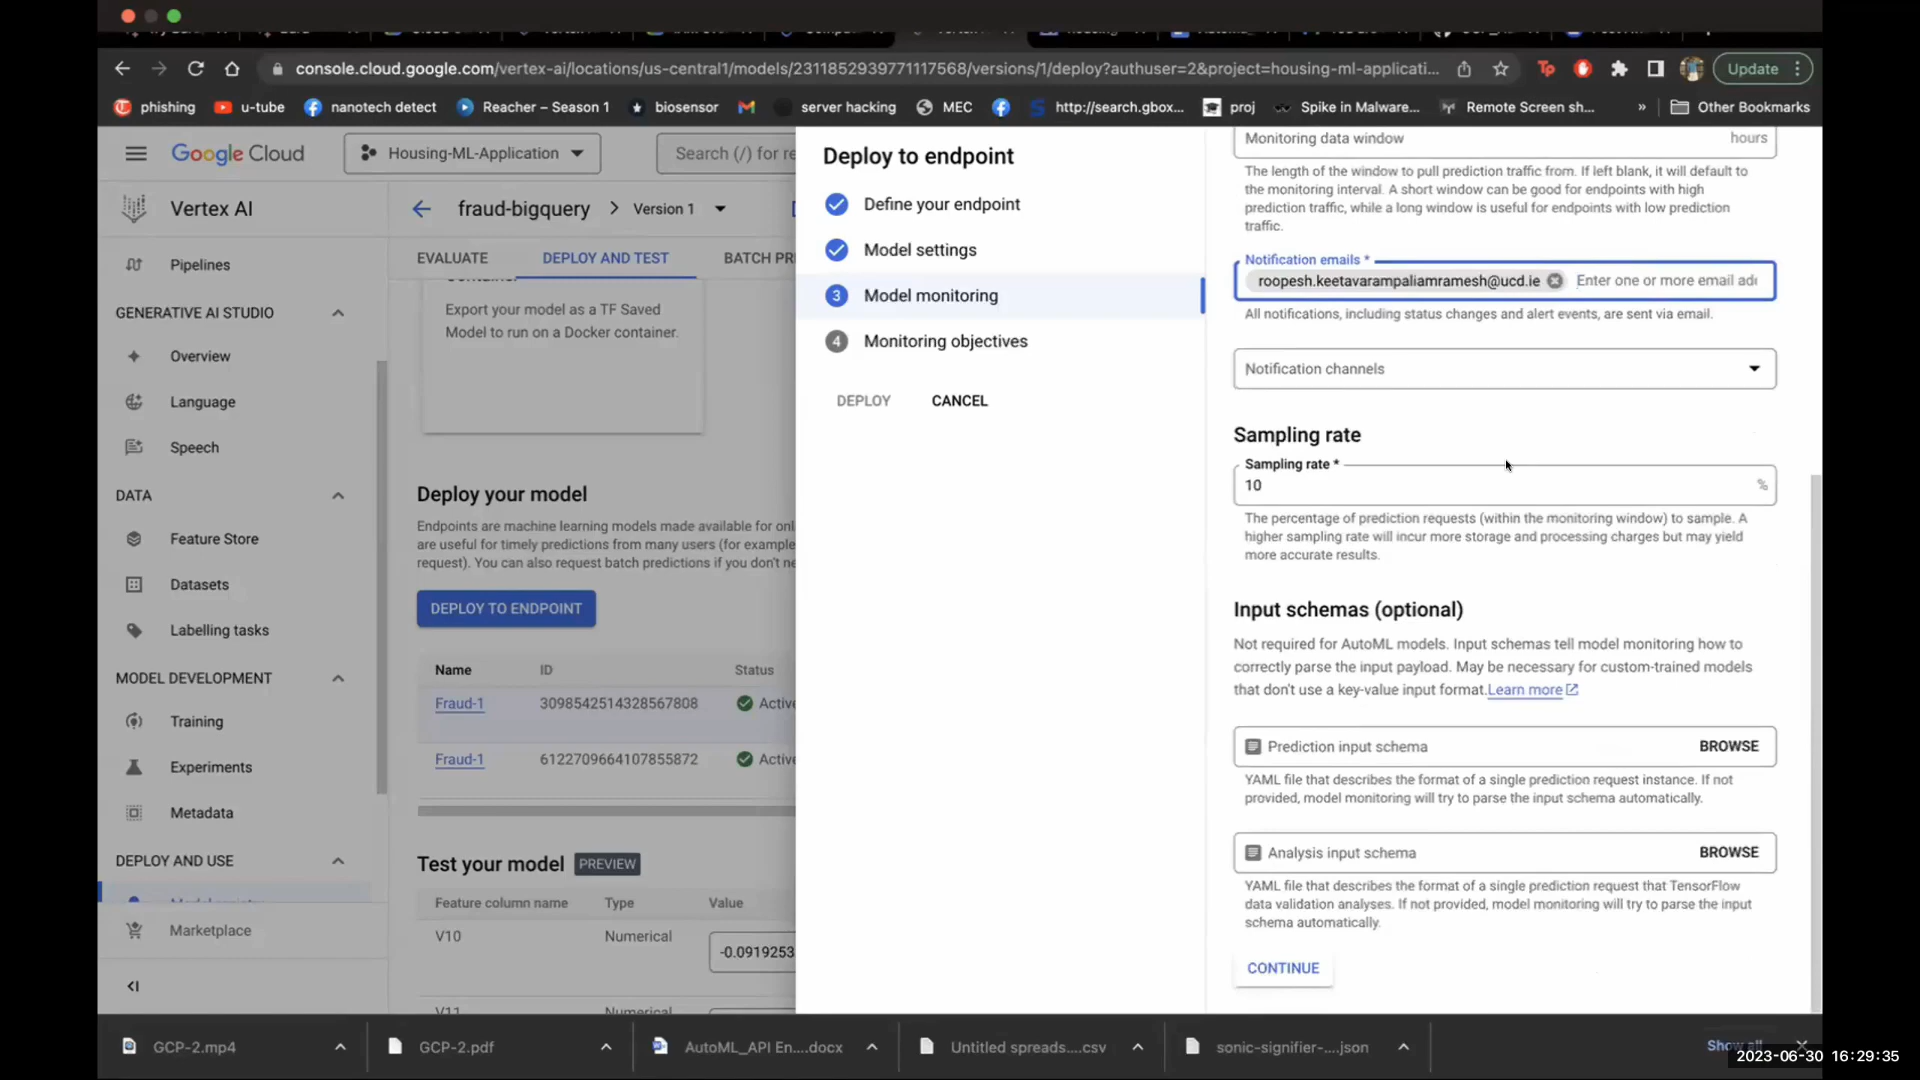 console.cloud.google.com/vertex-ai/locations/us-central1/models/2311852939771117568/versions/1/deploy?authuser=2&project=housing-ml-applicati...
Update
phishing
u-tube
nanotech detect
Reacher – Season 1
biosensor
server hacking
MEC
http://search.gbox...
proj
Spike in Malware...
Remote Screen sh...
»
Other Bookmarks
Google Cloud
Housing-ML-Application
Search (/) for re
Vertex AI
Pipelines
GENERATIVE AI STUDIO
Overview
Language
Speech
DATA
Feature Store
Datasets
Labelling tasks
MODEL DEVELOPMENT
Training
Experiments
Metadata
DEPLOY AND USE
Marketplace
fraud-bigquery
Version 1
EVALUATE
DEPLOY AND TEST
BATCH PR
Export your model as a TF Saved
Model to run on a Docker container.
Deploy your model
Endpoints are machine learning models made available for onl
are useful for timely predictions from many users (for example
request). You can also request batch predictions if you don't ne
DEPLOY TO ENDPOINT
Name ID Status
Fraud-1 3098542514328567808 Active
Fraud-1 6122709664107855872 Active
Test your model PREVIEW
Feature column name Type Value
V10 Numerical -0.0919253
V11 Numerical
Deploy to endpoint
Define your endpoint
Model settings
3 Model monitoring
4 Monitoring objectives
DEPLOY CANCEL
Monitoring data window hours
The length of the window to pull prediction traffic from. If left blank, it will default to
the monitoring interval. A short window can be good for endpoints with high
prediction traffic, while a long window is useful for endpoints with low prediction
traffic.
Notification emails *
roopesh.keetavarampaliamramesh@ucd.ie Enter one or more email add
All notifications, including status changes and alert events, are sent via email.
Notification channels
Sampling rate
Sampling rate *
10 %
The percentage of prediction requests (within the monitoring window) to sample. A
higher sampling rate will incur more storage and processing charges but may yield
more accurate results.
Input schemas (optional)
Not required for AutoML models. Input schemas tell model monitoring how to
correctly parse the input payload. May be necessary for custom-trained models
that don't use a key-value input format. Learn more
Prediction input schema BROWSE
YAML file that describes the format of a single prediction request instance. If not
provided, model monitoring will try to parse the input schema automatically.
Analysis input schema BROWSE
YAML file that describes the format of a single prediction request that TensorFlow
data validation analyses. If not provided, model monitoring will try to parse the input
schema automatically.
CONTINUE
GCP-2.mp4
GCP-2.pdf
AutoML_API En....docx
Untitled spreads....csv
sonic-signifier-....json
Show all
2023-06-30 16:29:35